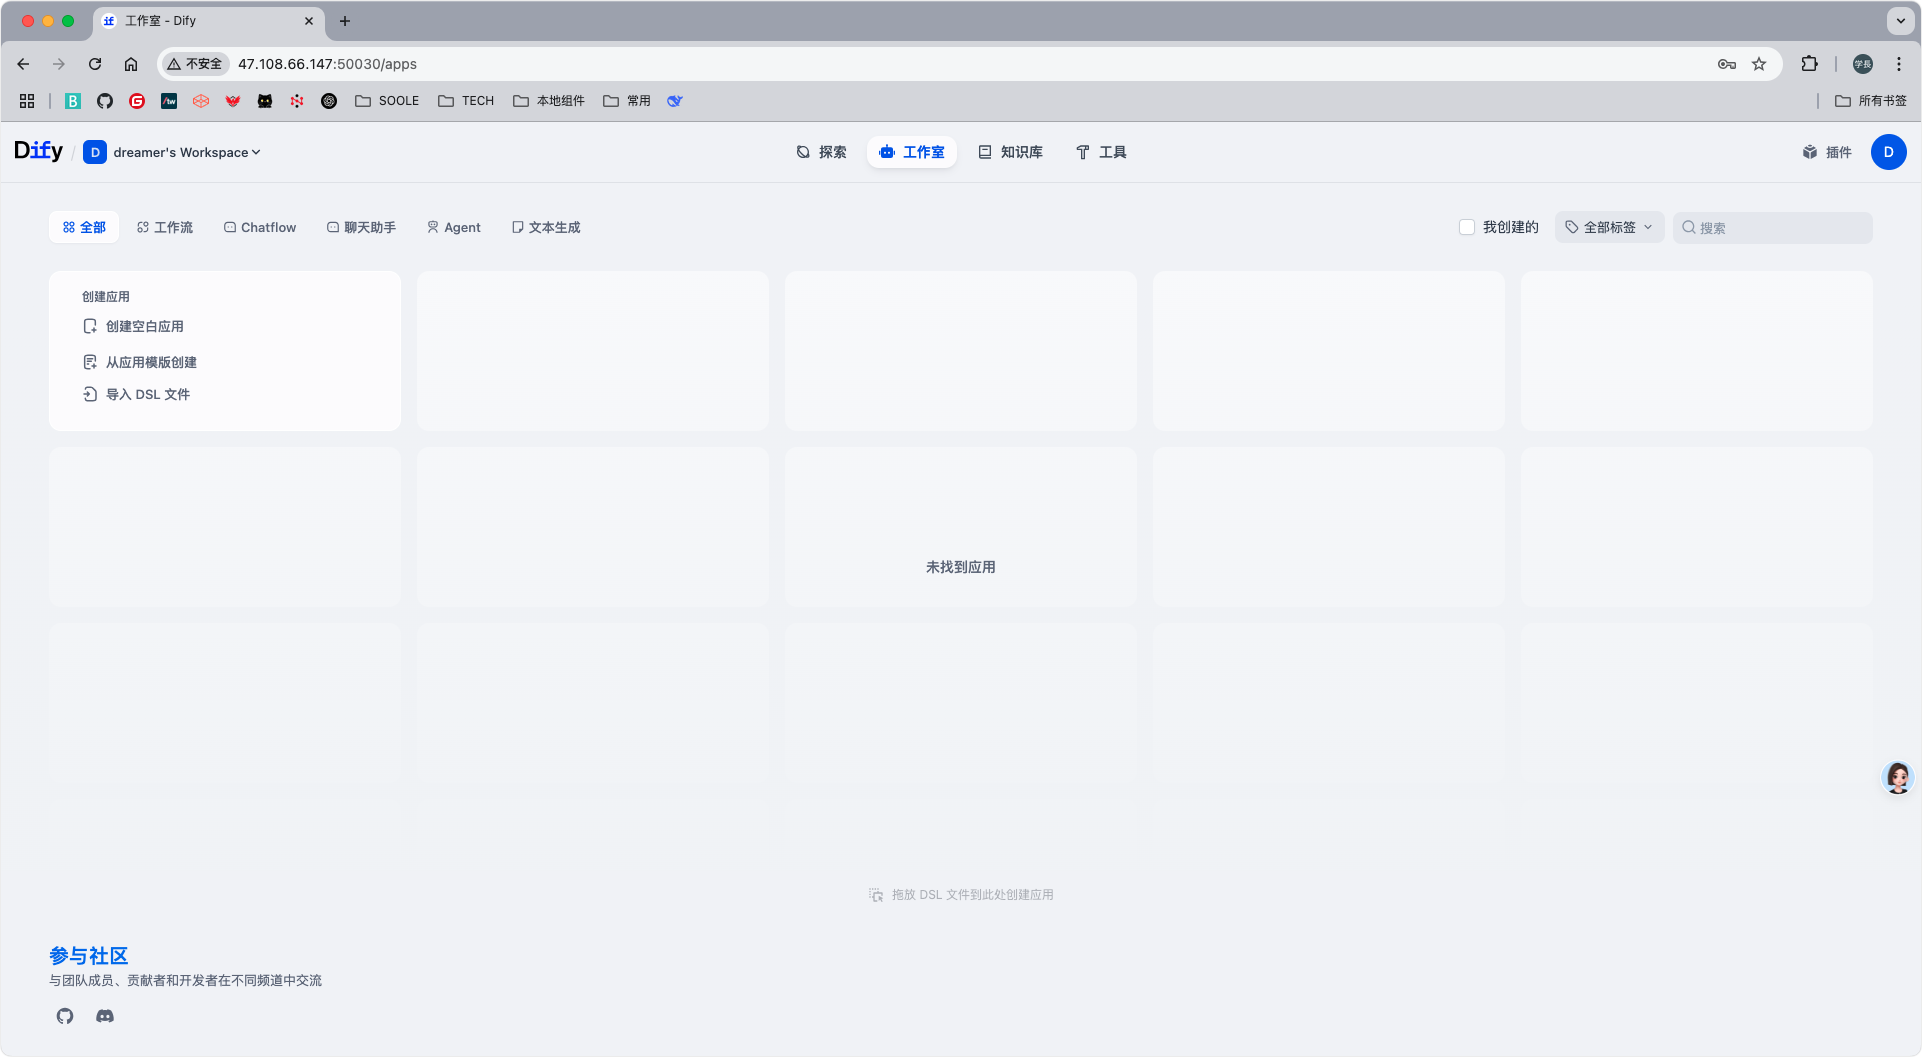 工作室 - Dify
不安全 47.108.66.147:50030/apps
学長
SOOLE TECH 本地组件 常用 所有书签
Dify / D dreamer's Workspace 探索 工作室 知识库 工具 插件 D
全部 工作流 Chatflow 聊天助手 Agent 文本生成 我创建的 全部标签 搜索
创建应用
创建空白应用
从应用模版创建
导入 DSL 文件
未找到应用
拖放 DSL 文件到此处创建应用
参与社区
与团队成员、贡献者和开发者在不同频道中交流